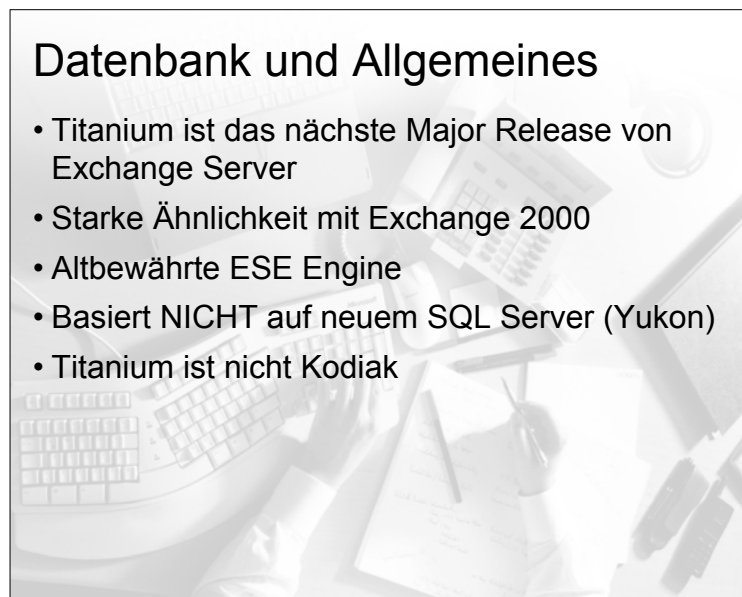 Datenbank und Allgemeines
• Titanium ist das nächste Major Release von
Exchange Server
• Starke Ähnlichkeit mit Exchange 2000
• Altbewährte ESE Engine
• Basiert NICHT auf neuem SQL Server (Yukon)
• Titanium ist nicht Kodiak